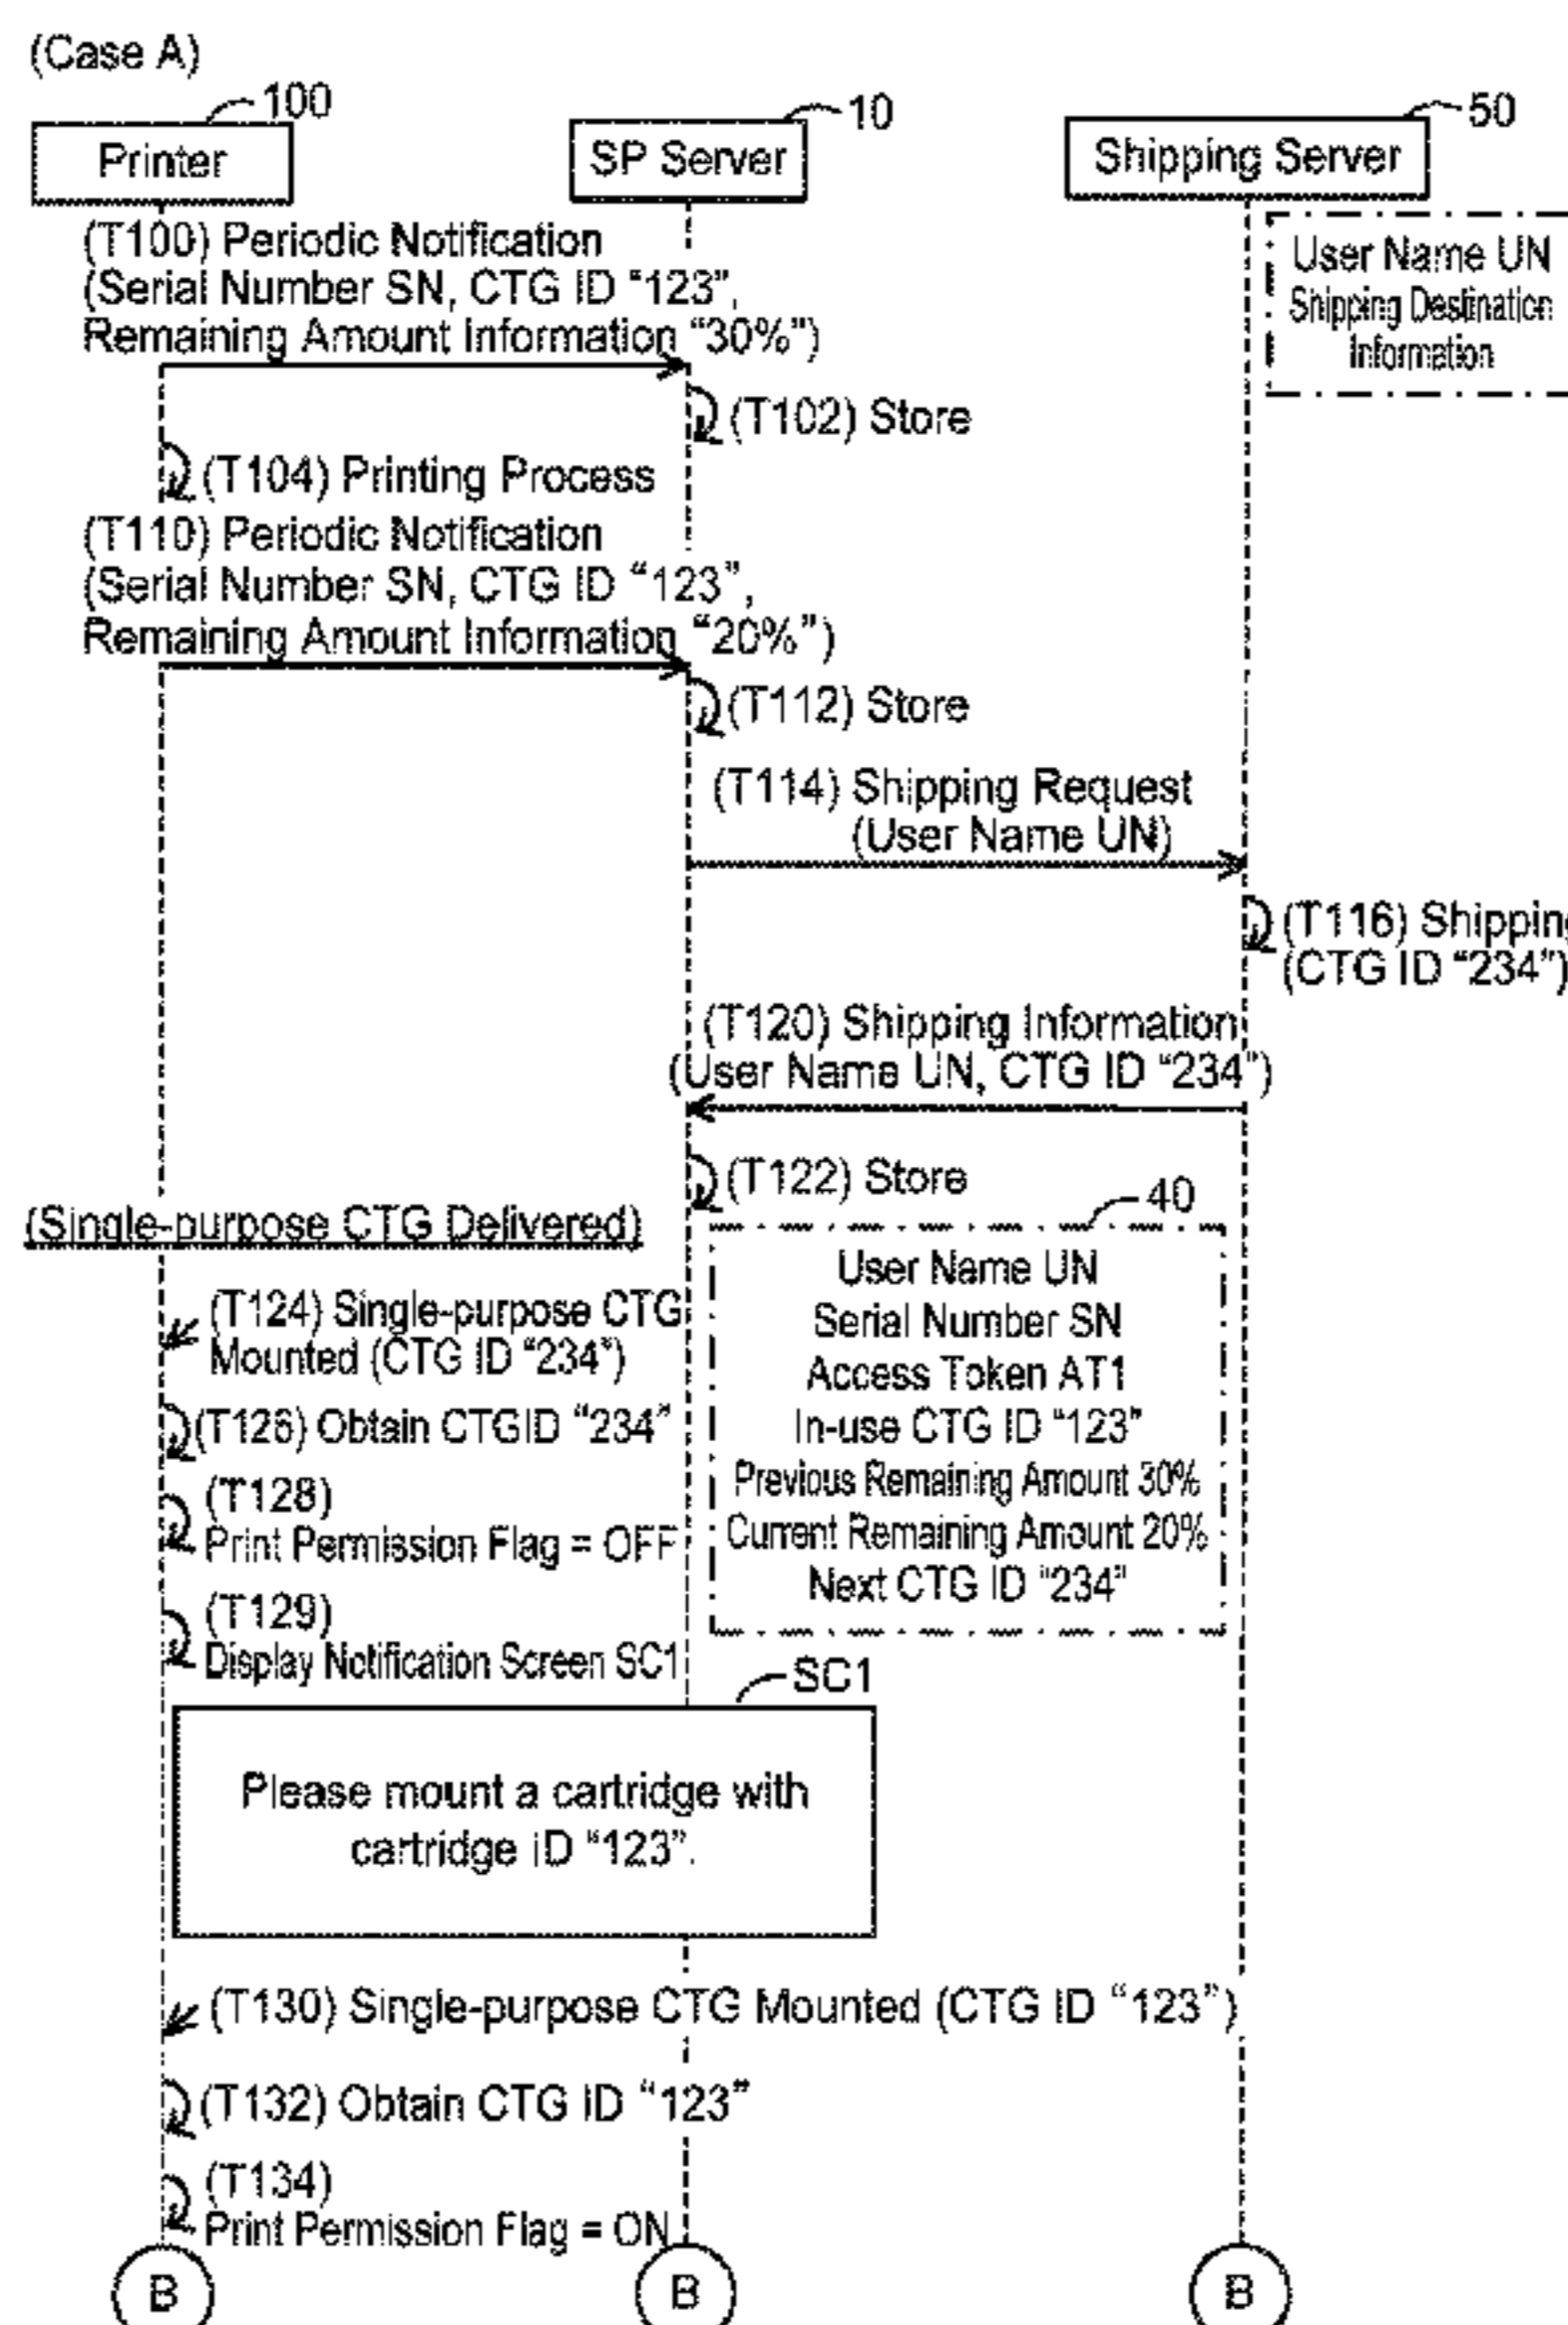 (Case A)
100
10
50
Printer
SP Server
Shipping Server
(T100) Periodic Notification
(Serial Number SN, CTG ID "123",
Remaining Amount Information "30%")
User Name UN
Shipping Destination
Information
(T102) Store
(T104) Printing Process
(T110) Periodic Notification
(Serial Number SN, CTG ID "123",
Remaining Amount Information "20%")
(T112) Store
(T114) Shipping Request
(User Name UN)
(T116) Shipping
(CTG ID "234")
(T120) Shipping Information
(User Name UN, CTG ID "234")
(T122) Store
40
(Single-purpose CTG Delivered)
User Name UN
Serial Number SN
Access Token AT1
In-use CTG ID "123"
Previous Remaining Amount 30%
Current Remaining Amount 20%
Next CTG ID "234"
(T124) Single-purpose CTG
Mounted (CTG ID "234")
(T126) Obtain CTGID "234"
(T128)
Print Permission Flag = OFF
(T129)
Display Notification Screen SC1
SC1
Please mount a cartridge with
cartridge ID "123".
(T130) Single-purpose CTG Mounted (CTG ID "123")
(T132) Obtain CTG ID "123"
(T134)
Print Permission Flag = ON
B
B
B